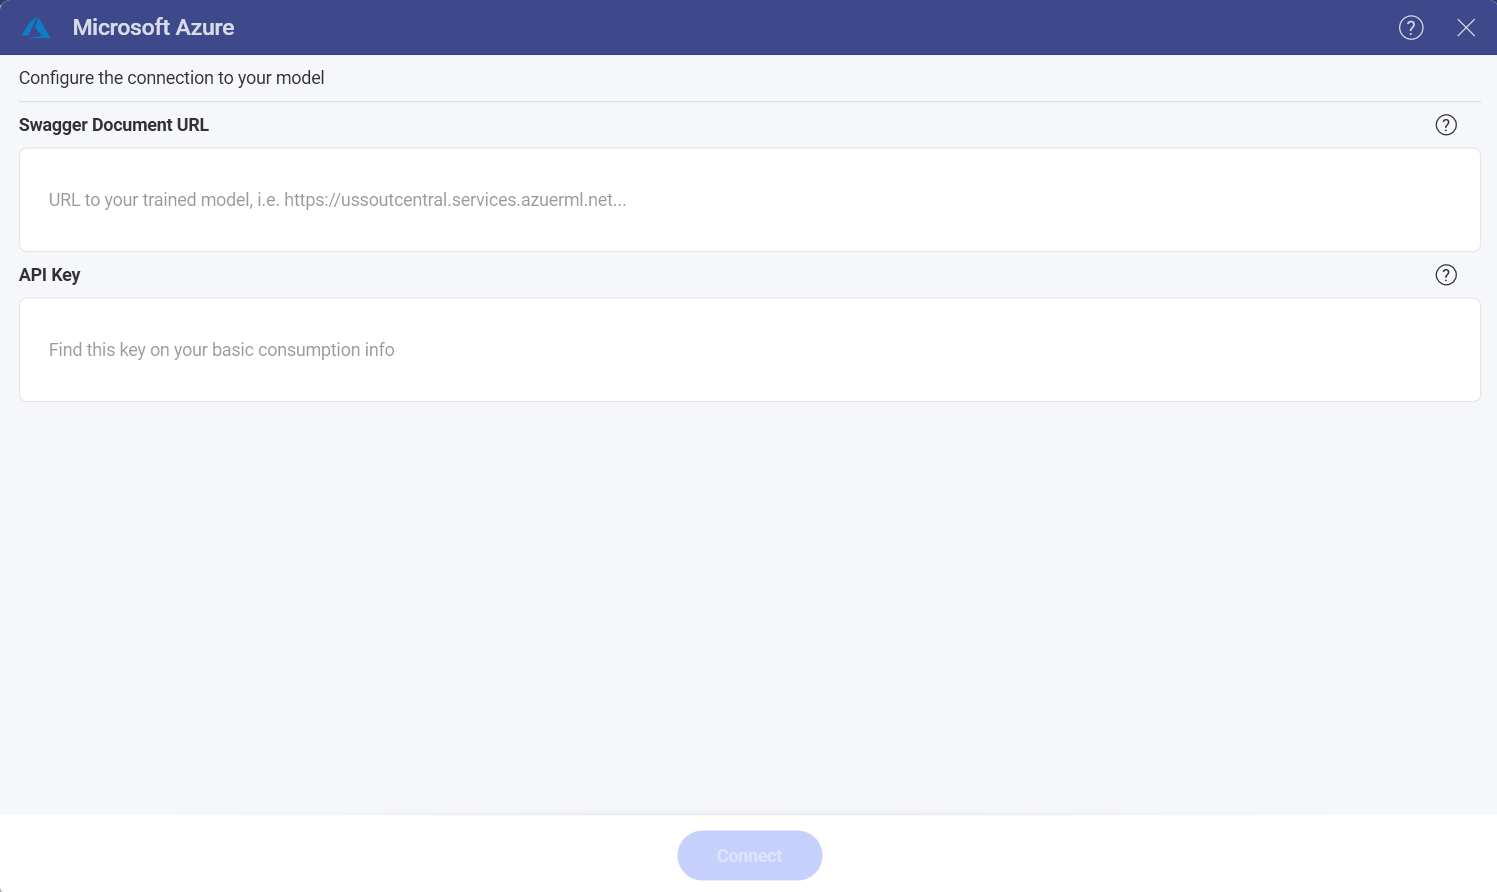 Microsoft Azure
?
Configure the connection to your model
Swagger Document URL
?
URL to your trained model, i.e. https://ussoutcentral.services.azuerml.net...
API Key
?
Find this key on your basic consumption info
Connect